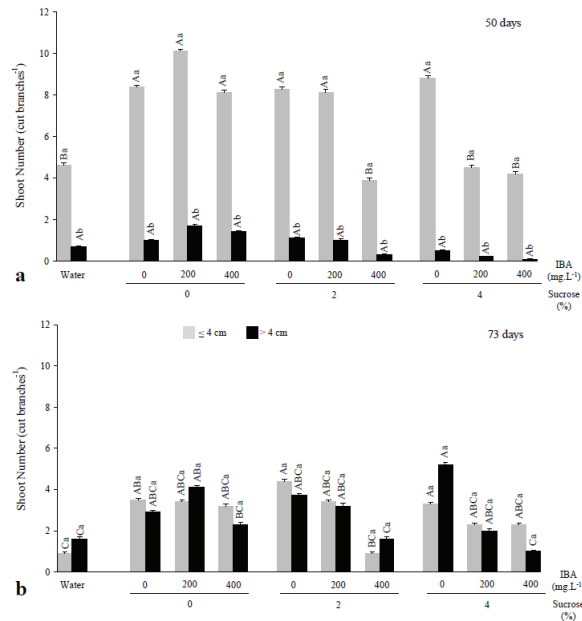 50 days
Shoot Number (cut branches⁻¹)
12
10
8
6
4
2
0
Ba Ab Aa Ab Aa Ab Aa Ab Aa Ab Aa Ab Ba Ab Aa Ab Ba Ab Ba Ab
a
Water 0 200 400 0 200 400 0 200 400
IBA
(mg.L⁻¹)
0 2 4
Sucrose
(%)
≤ 4 cm > 4 cm
73 days
Shoot Number (cut branches⁻¹)
12
10
8
6
4
2
0
Ca Ca ABa ABCa ABCa ABa ABCa BCa Aa ABCa ABCa ABCa BCa Ca Aa Aa ABCa ABCa ABCa Ca
b
Water 0 200 400 0 200 400 0 200 400
IBA
(mg.L⁻¹)
0 2 4
Sucrose
(%)